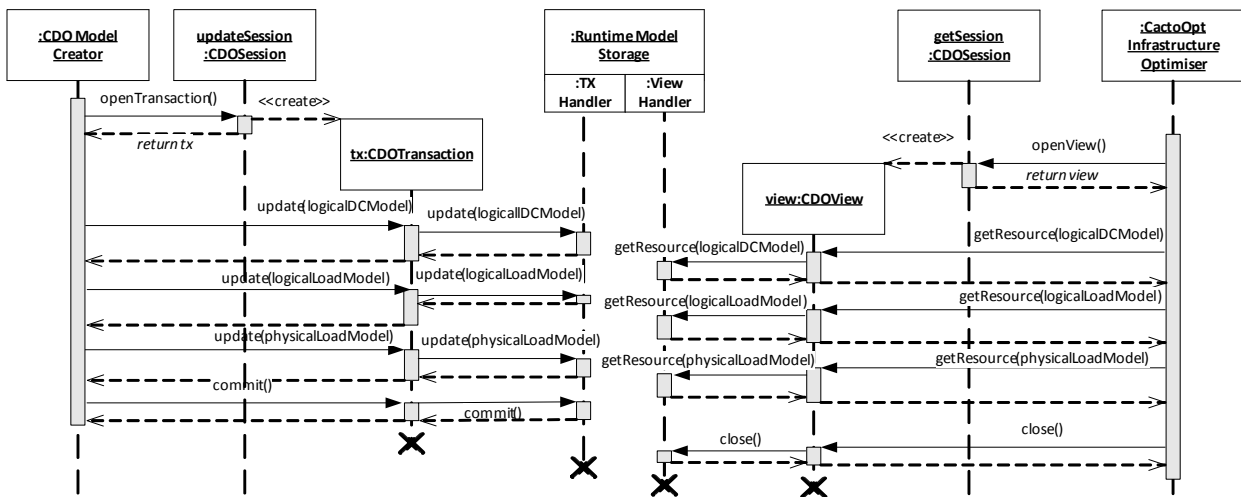 :CDO Model
Creator
updateSession
:CDOSession
:Runtime Model
Storage
:TX
Handler
:View
Handler
getSession
:CDOSession
:CactoOpt
Infrastructure
Optimiser
openTransaction()
<<create>>
return tx
tx:CDOTransaction
<<create>>
openView()
return view
view:CDOView
update(logicalDCModel)
update(logicalDCModel)
getResource(logicalDCModel)
getResource(logicalDCModel)
update(logicalLoadModel)
update(logicalLoadModel)
getResource(logicalLoadModel)
getResource(logicalLoadModel)
update(physicalLoadModel)
update(physicalLoadModel)
getResource(physicalLoadModel)
getResource(physicalLoadModel)
commit()
commit()
close()
close()